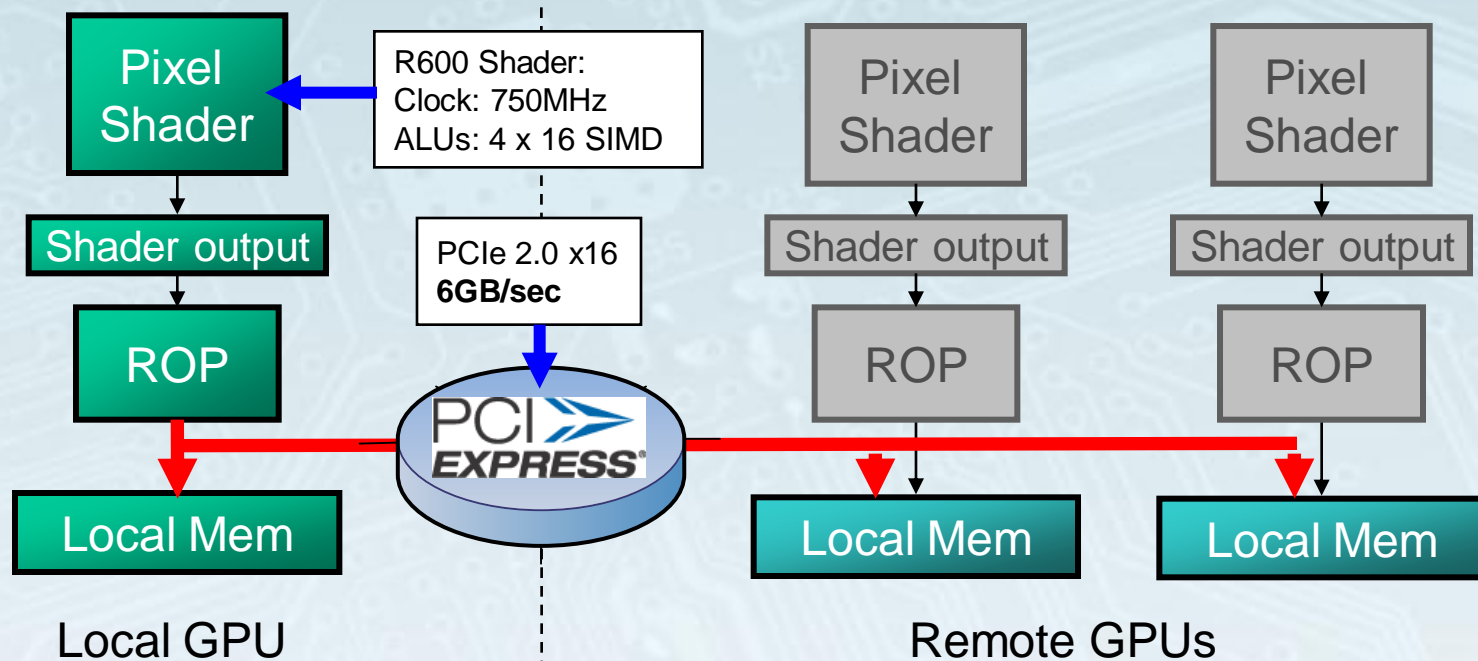 Pixel
Shader
Shader output
ROP
Local Mem
Local GPU
R600 Shader:
Clock: 750MHz
ALUs: 4 x 16 SIMD
PCIe 2.0 x16
6GB/sec
PCI
EXPRESS®
Pixel
Shader
Shader output
ROP
Local Mem
Pixel
Shader
Shader output
ROP
Local Mem
Remote GPUs